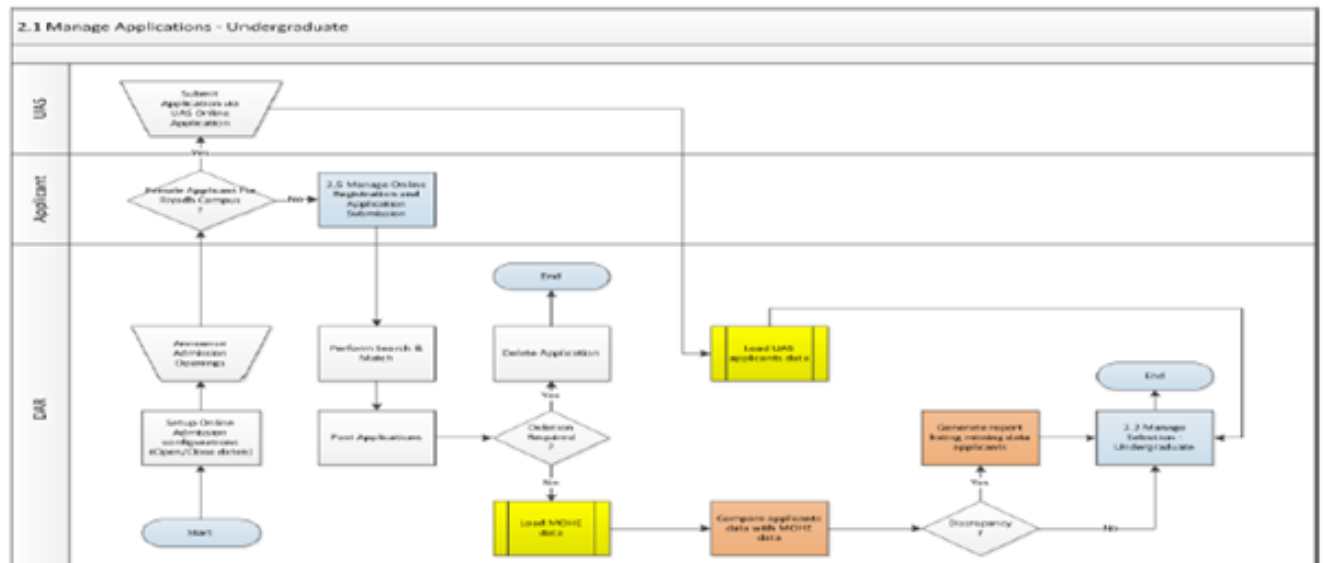 2.1 Manage Applications - Undergraduate
UAS
Submit
Application via
UAS Online
Application
Yes
Applicant
Applicant For
Riyadh Campus
?
No
2.5 Manage Online
Registration and
Application
Submission
DAR
End
Announce
Admission
Openings
Perform Search &
Match
Delete Application
Load UAS
applicants data
End
Yes
Setup Online
Admission
configurations
(Open/Close dates)
Post Applications
Deletion
Required
?
Generate report
listing missing data
applicants
2.2 Manage
Selection -
Undergraduate
No
Yes
Start
Load MOHE
data
Compare applicants
data with MOHE
data
Discrepancy
?
No